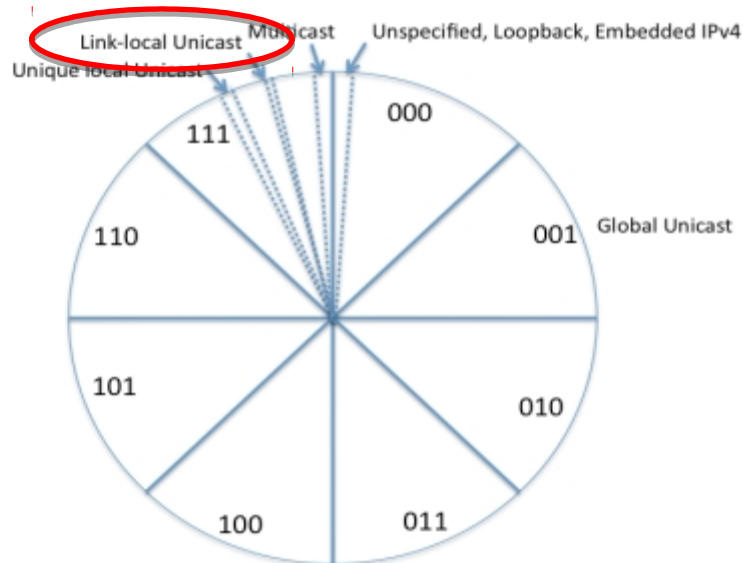 Multicast
Unspecified, Loopback, Embedded IPv4
Link-local Unicast
Unique local Unicast
000
111
001
Global Unicast
110
101
010
100
011